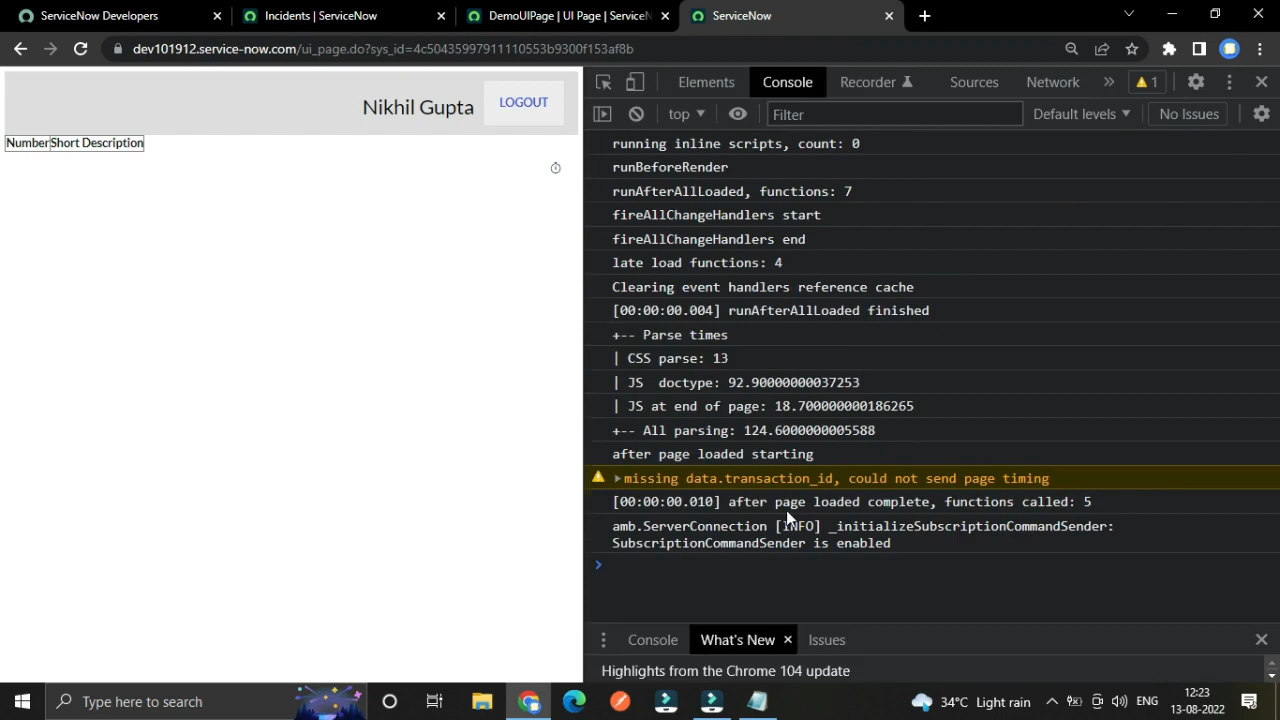 ServiceNow Developers
Incidents | ServiceNow
DemoUIPage | UI Page | ServiceN
ServiceNow
dev101912.service-now.com/ui_page.do?sys_id=4c50435997911110553b9300f153af8b
Nikhil Gupta
LOGOUT
Number Short Description
Elements
Console
Recorder
Sources
Network
1
top
Filter
Default levels
No Issues
running inline scripts, count: 0
runBeforeRender
runAfterAllLoaded, functions: 7
fireAllChangeHandlers start
fireAllChangeHandlers end
late load functions: 4
Clearing event handlers reference cache
[00:00:00.004] runAfterAllLoaded finished
+-- Parse times
| CSS parse: 13
| JS  doctype: 92.90000000037253
| JS at end of page: 18.700000000186265
+-- All parsing: 124.6000000005588
after page loaded starting
missing data.transaction_id, could not send page timing
[00:00:00.010] after page loaded complete, functions called: 5
amb.ServerConnection [INFO] _initializeSubscriptionCommandSender:
SubscriptionCommandSender is enabled
Console
What's New
Issues
Highlights from the Chrome 104 update
Type here to search
34°C Light rain
ENG
12:23
13-08-2022